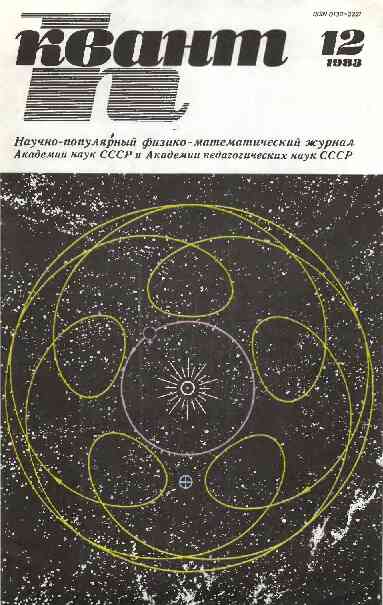 ISSN 0130-2221
квант
12
1983
Научно-популярный физико-математический журнал
Академии наук СССР и Академии педагогических наук СССР